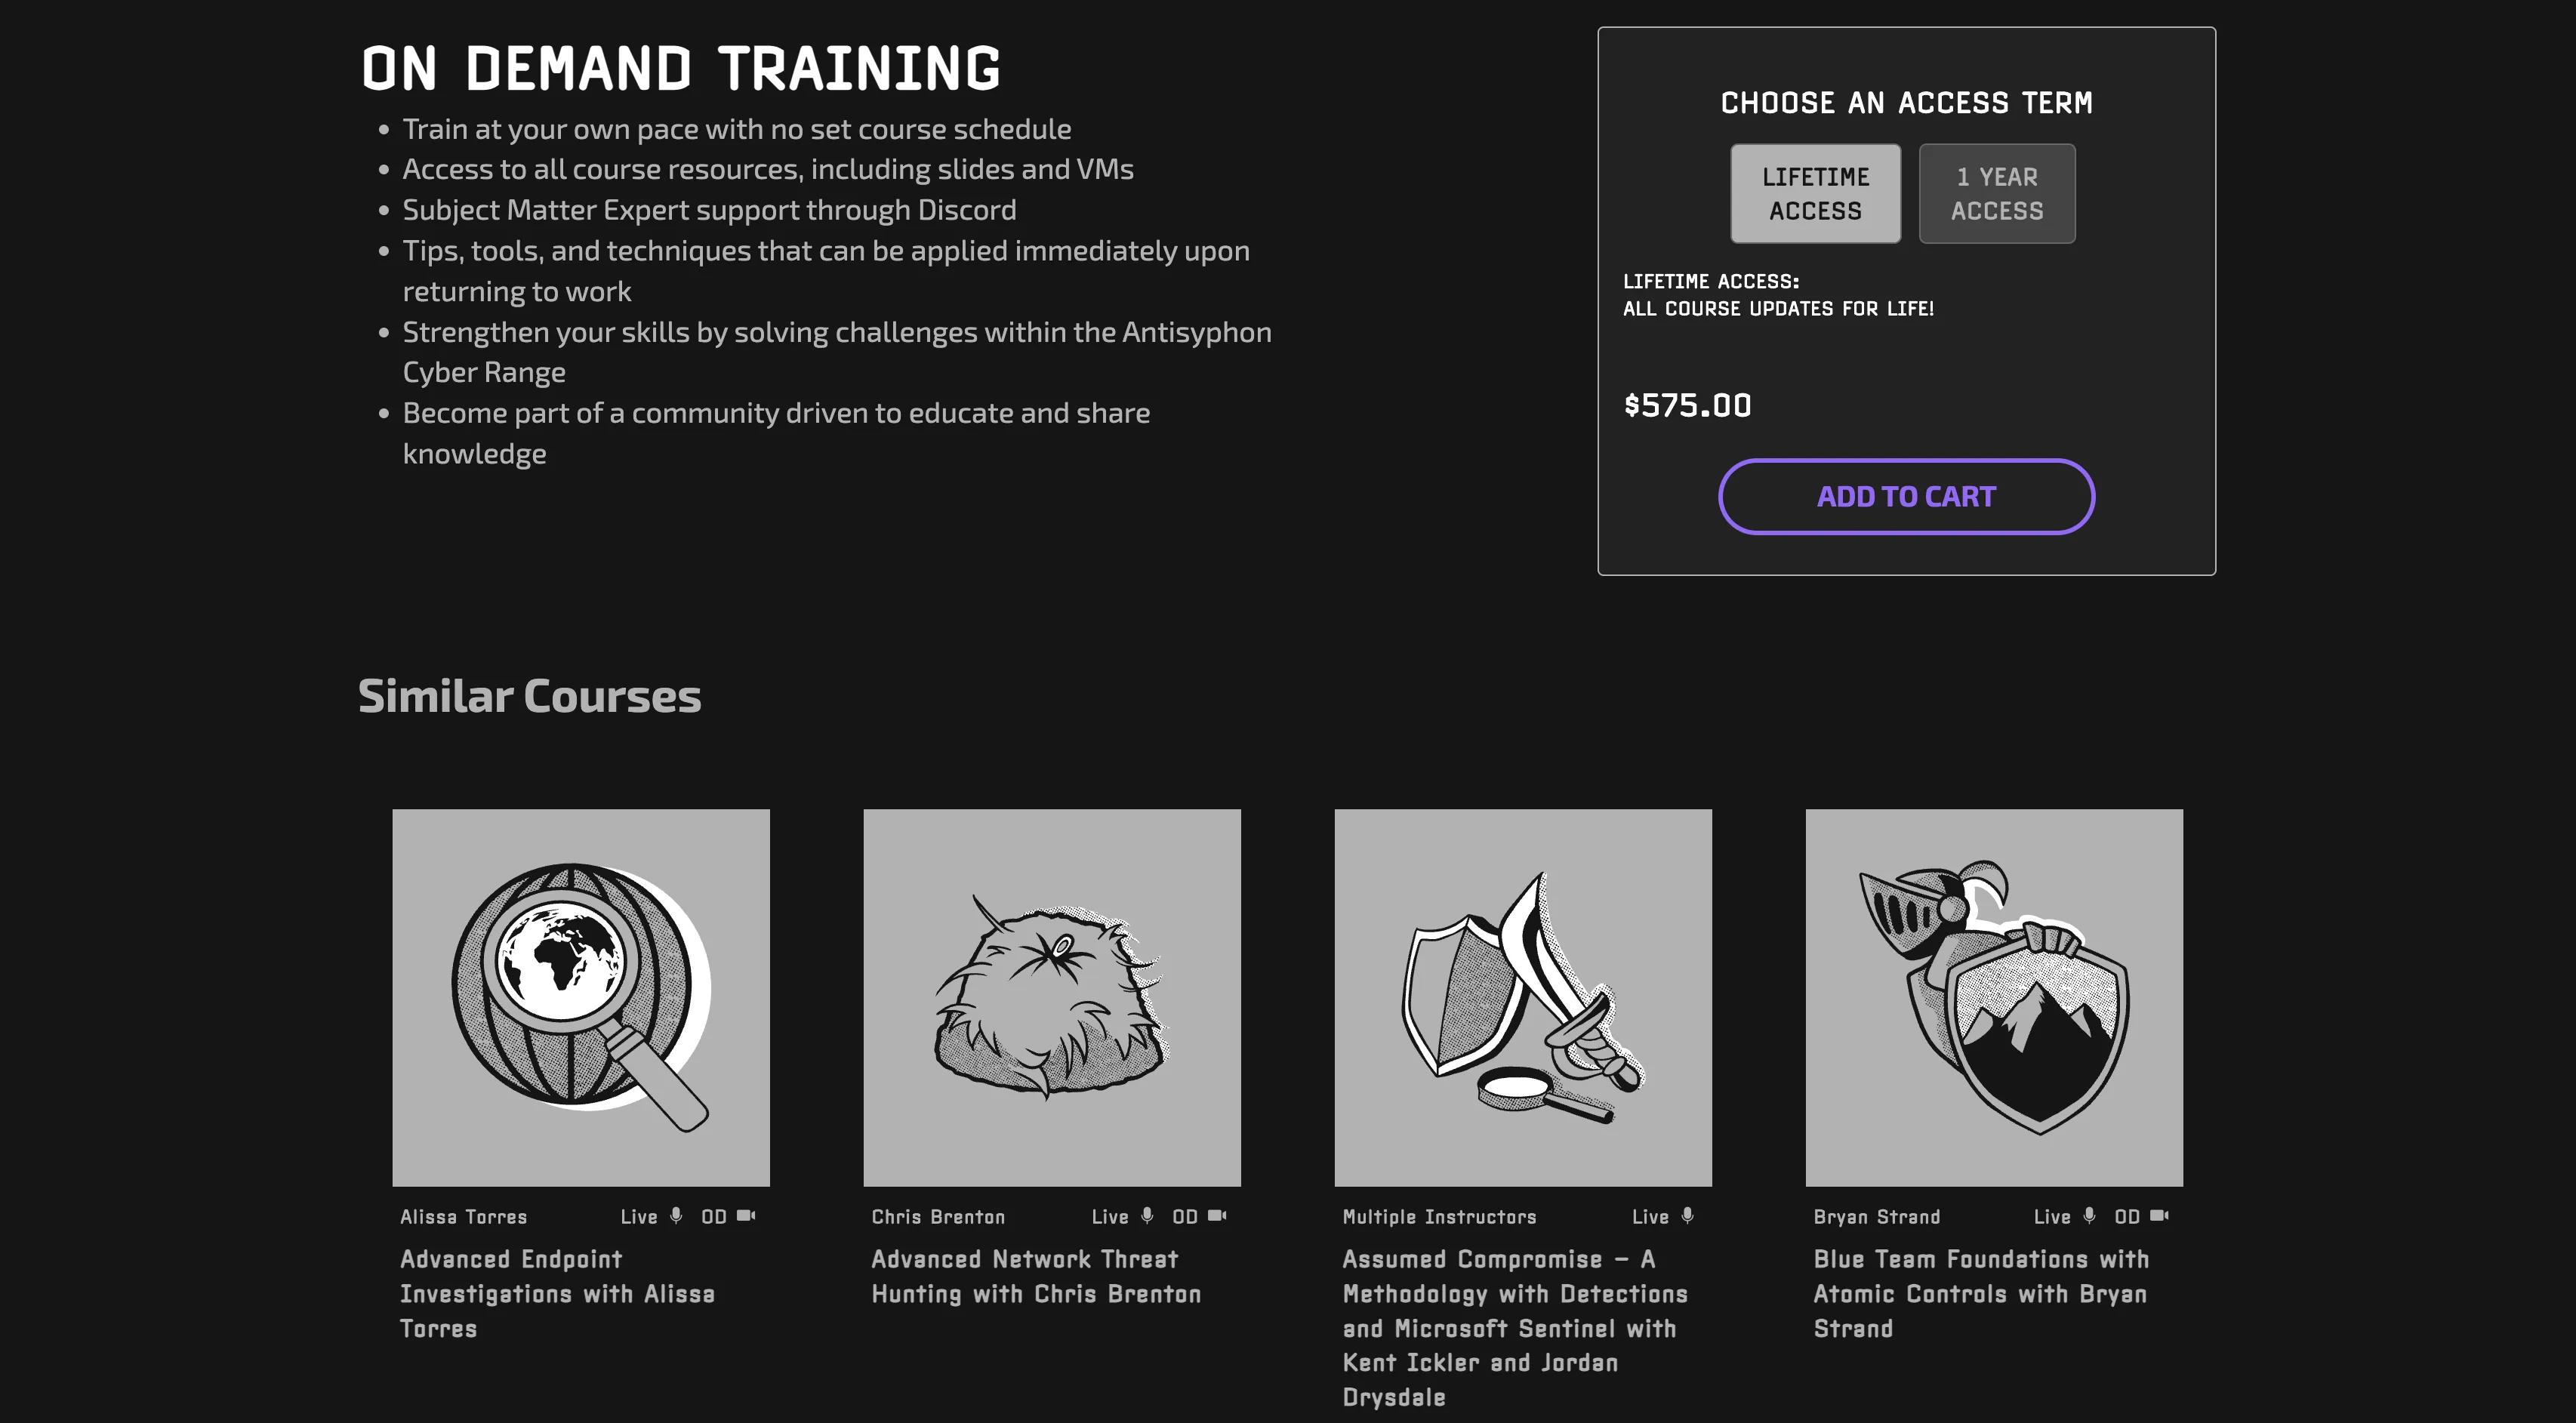 ON DEMAND TRAINING
• Train at your own pace with no set course schedule
• Access to all course resources, including slides and VMs
• Subject Matter Expert support through Discord
• Tips, tools, and techniques that can be applied immediately upon
returning to work
• Strengthen your skills by solving challenges within the Antisyphon
Cyber Range
• Become part of a community driven to educate and share
knowledge
CHOOSE AN ACCESS TERM
LIFETIME
ACCESS
1 YEAR
ACCESS
LIFETIME ACCESS:
ALL COURSE UPDATES FOR LIFE!
$575.00
ADD TO CART
Similar Courses
Alissa Torres Live OD
Advanced Endpoint
Investigations with Alissa
Torres
Chris Brenton Live OD
Advanced Network Threat
Hunting with Chris Brenton
Multiple Instructors Live
Assumed Compromise – A
Methodology with Detections
and Microsoft Sentinel with
Kent Ickler and Jordan
Drysdale
Bryan Strand Live OD
Blue Team Foundations with
Atomic Controls with Bryan
Strand